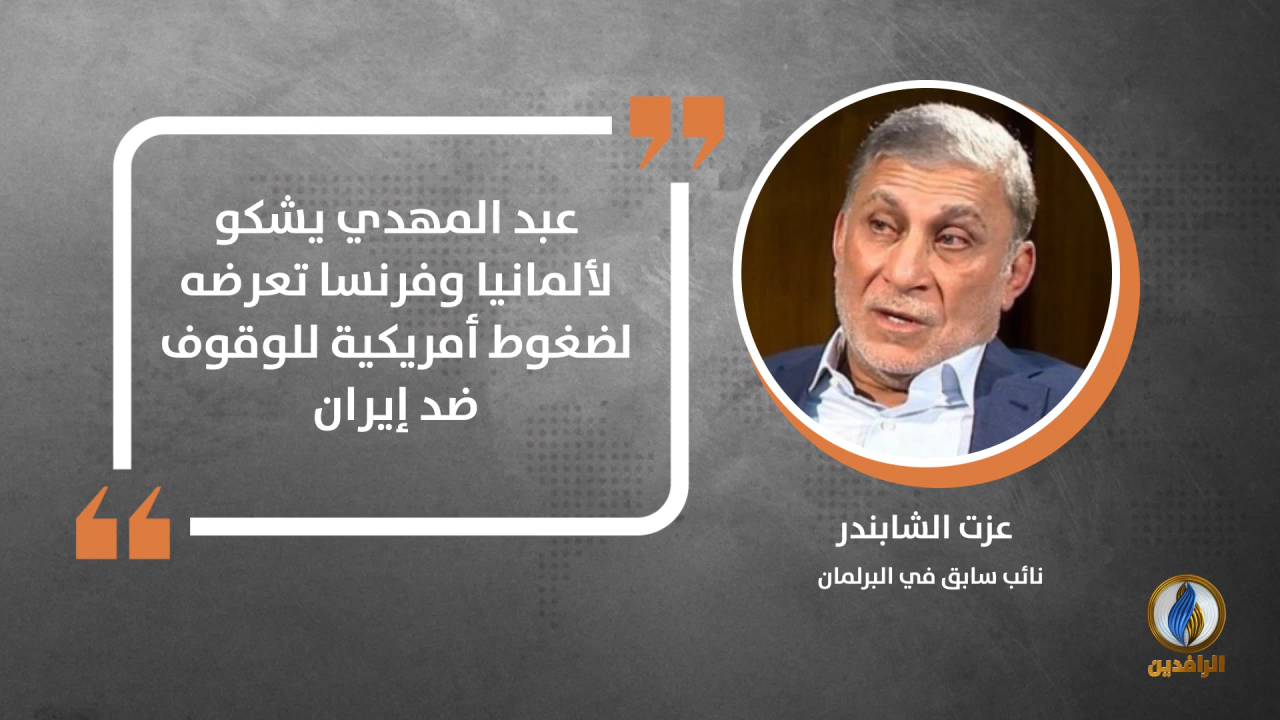 عبد المهدي يشكو
لألمانيا وفرنسا تعرضه
لضغوط أمريكية للوقوف
ضد إيران
عزت الشابندر
نائب سابق في البرلمان
الرافدين